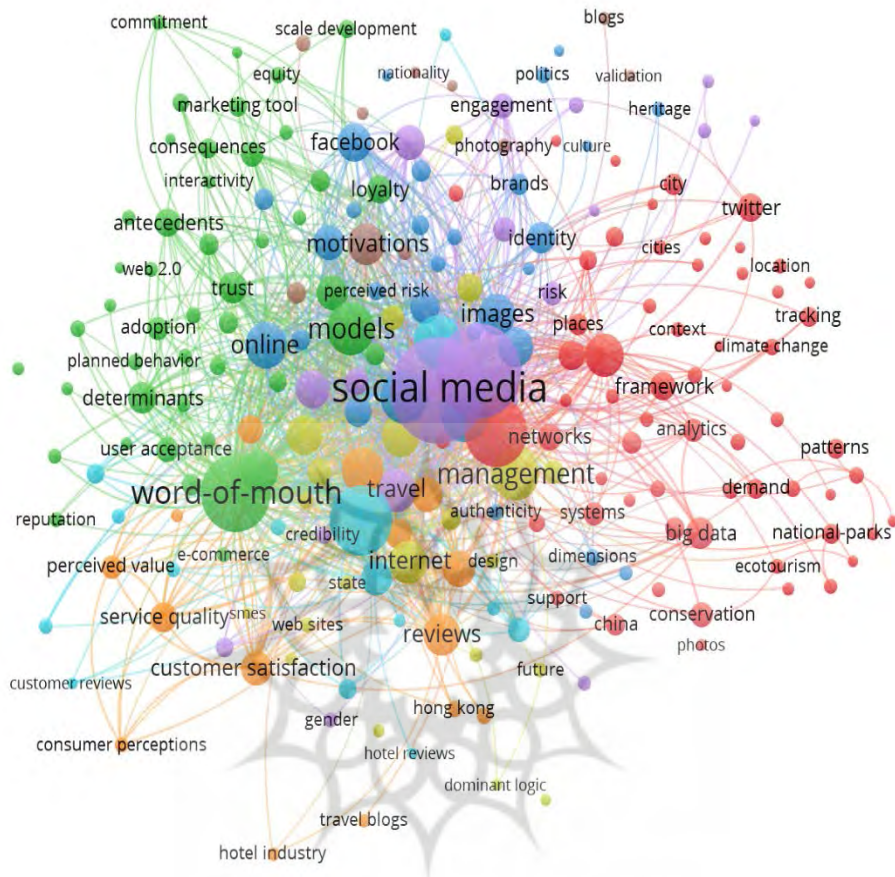 commitment
scale development
blogs
equity
nationality
politics
validation
marketing tool
engagement
heritage
consequences
facebook
photography
culture
interactivity
loyalty
brands
city
twitter
antecedents
motivations
identity
cities
web 2.0
location
trust
perceived risk
risk
images
places
tracking
adoption
models
context
online
climate change
planned behavior
social media
framework
determinants
networks
analytics
user acceptance
management
patterns
word-of-mouth
travel
demand
reputation
credibility
authenticity
systems
big data
national-parks
e-commerce
internet
design
dimensions
perceived value
state
ecotourism
support
service quality
smes
web sites
reviews
china
conservation
photos
customer satisfaction
future
customer reviews
hong kong
gender
consumer perceptions
hotel reviews
dominant logic
travel blogs
hotel industry